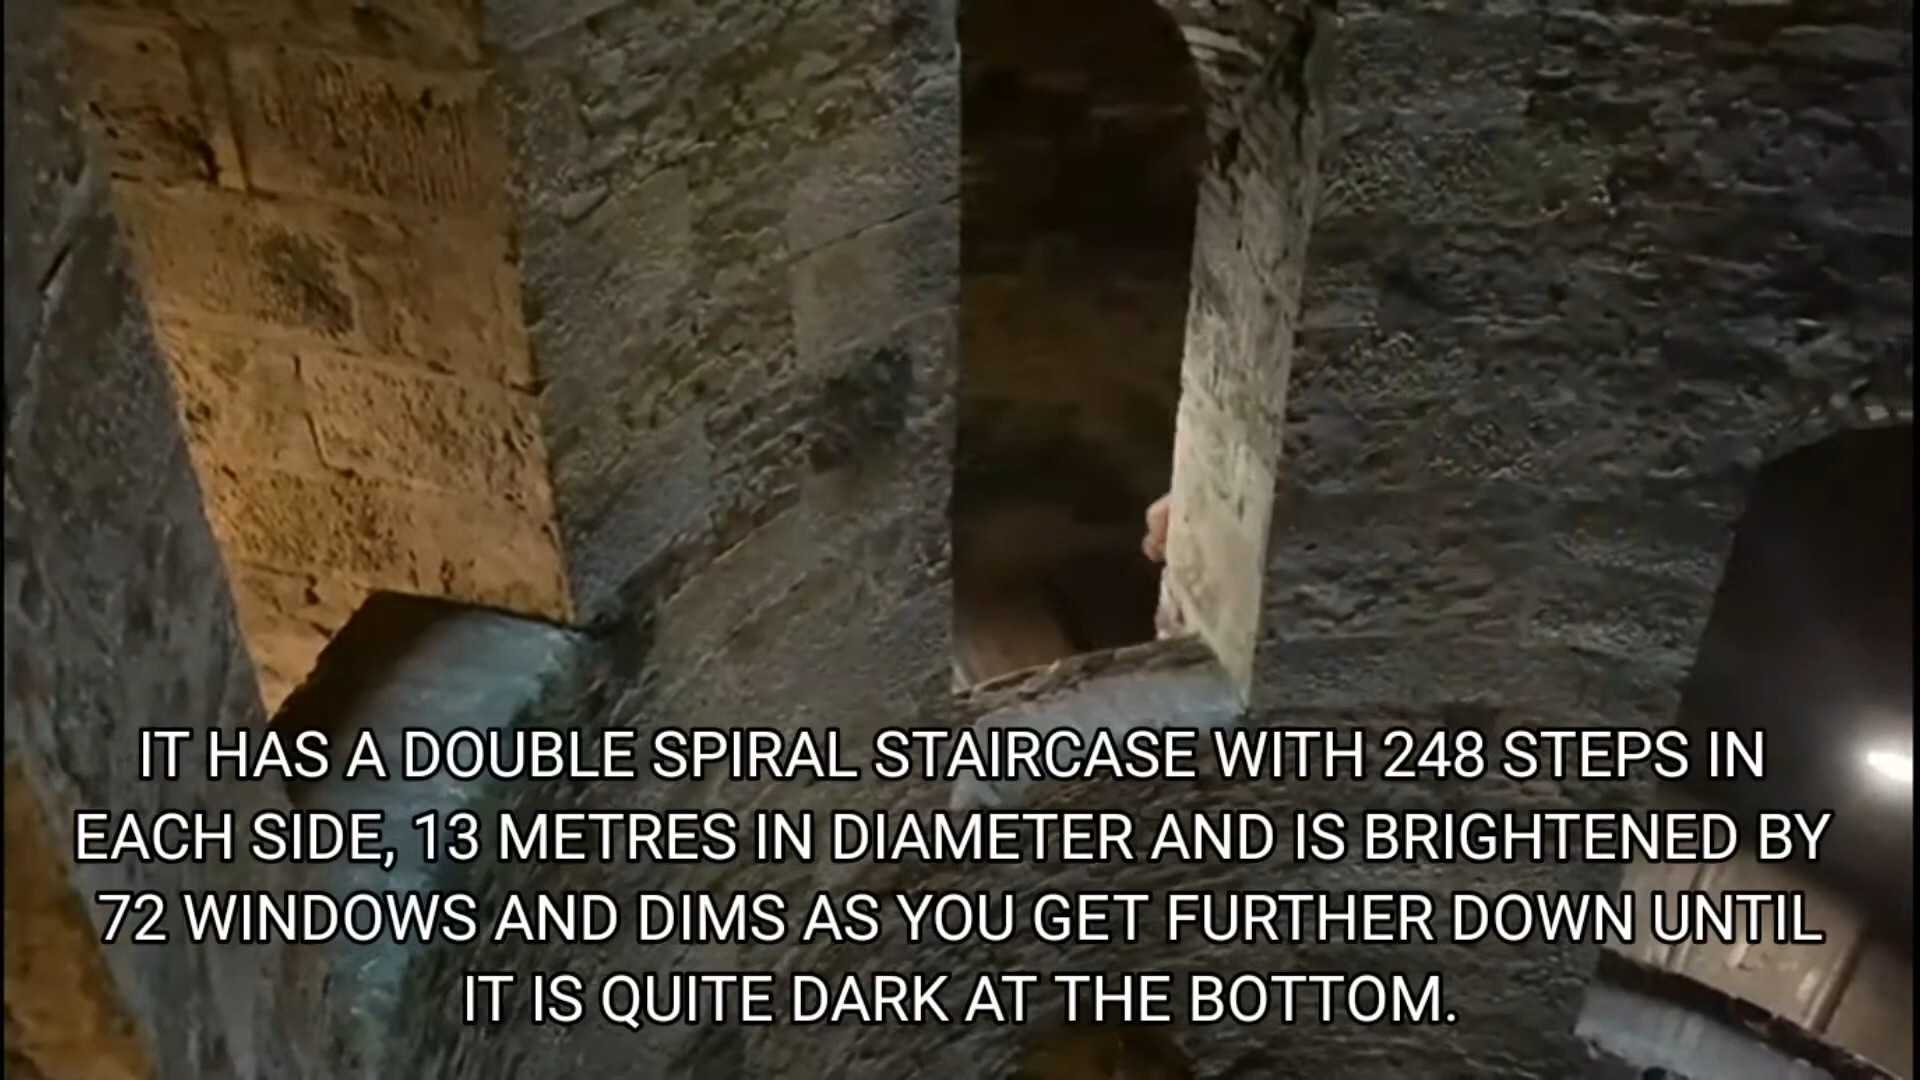 IT HAS A DOUBLE SPIRAL STAIRCASE WITH 248 STEPS IN
EACH SIDE, 13 METRES IN DIAMETER AND IS BRIGHTENED BY
72 WINDOWS AND DIMS AS YOU GET FURTHER DOWN UNTIL
IT IS QUITE DARK AT THE BOTTOM.